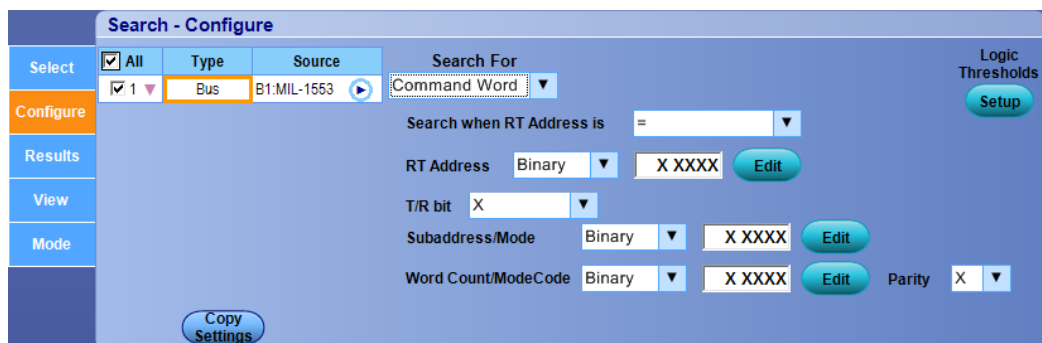 Search - Configure
Select
Configure
Results
View
Mode
All Type Source
1 Bus B1:MIL-1553
Copy
Settings
Search For
Command Word
Search when RT Address is =
RT Address Binary X XXXX Edit
T/R bit X
Subaddress/Mode Binary X XXXX Edit
Word Count/ModeCode Binary X XXXX Edit Parity X
Logic
Thresholds
Setup